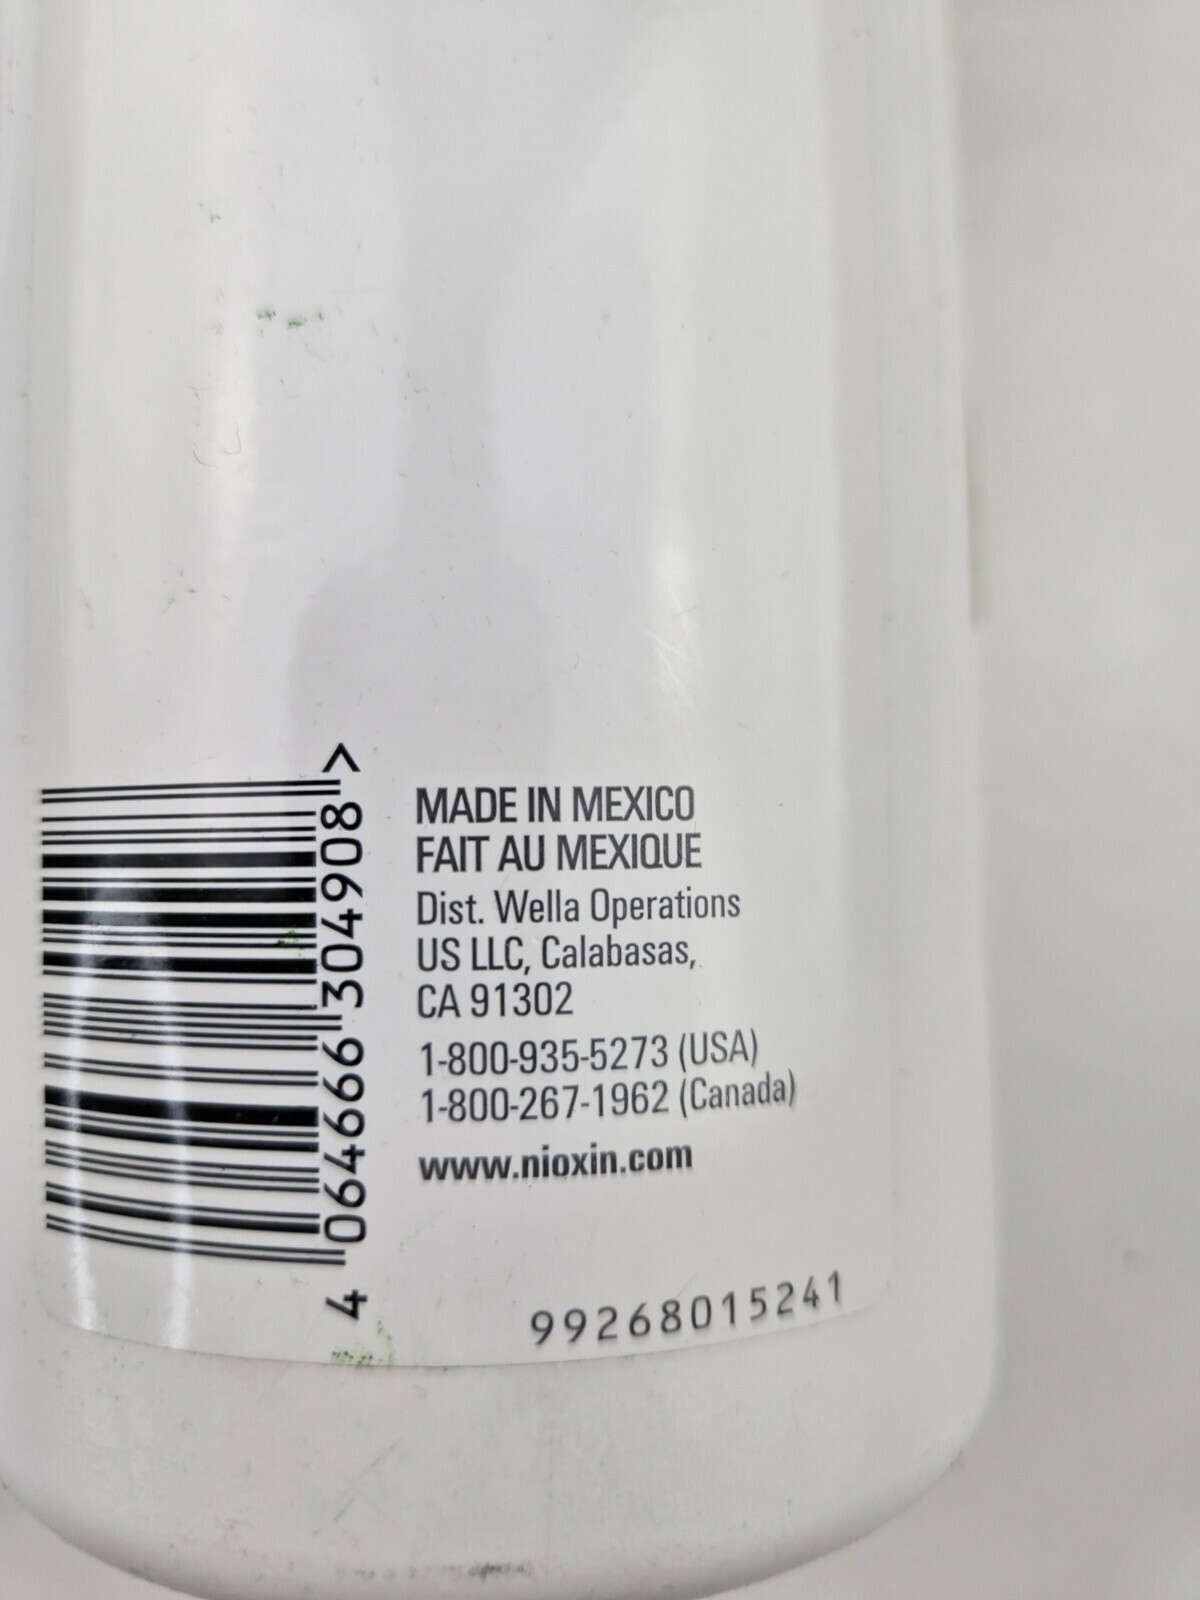 MADE IN MEXICO
FAIT AU MEXIQUE
Dist. Wella Operations
US LLC, Calabasas,
CA 91302
1-800-935-5273 (USA)
1-800-267-1962 (Canada)
www.nioxin.com
4 064666 304908 >
99268015241